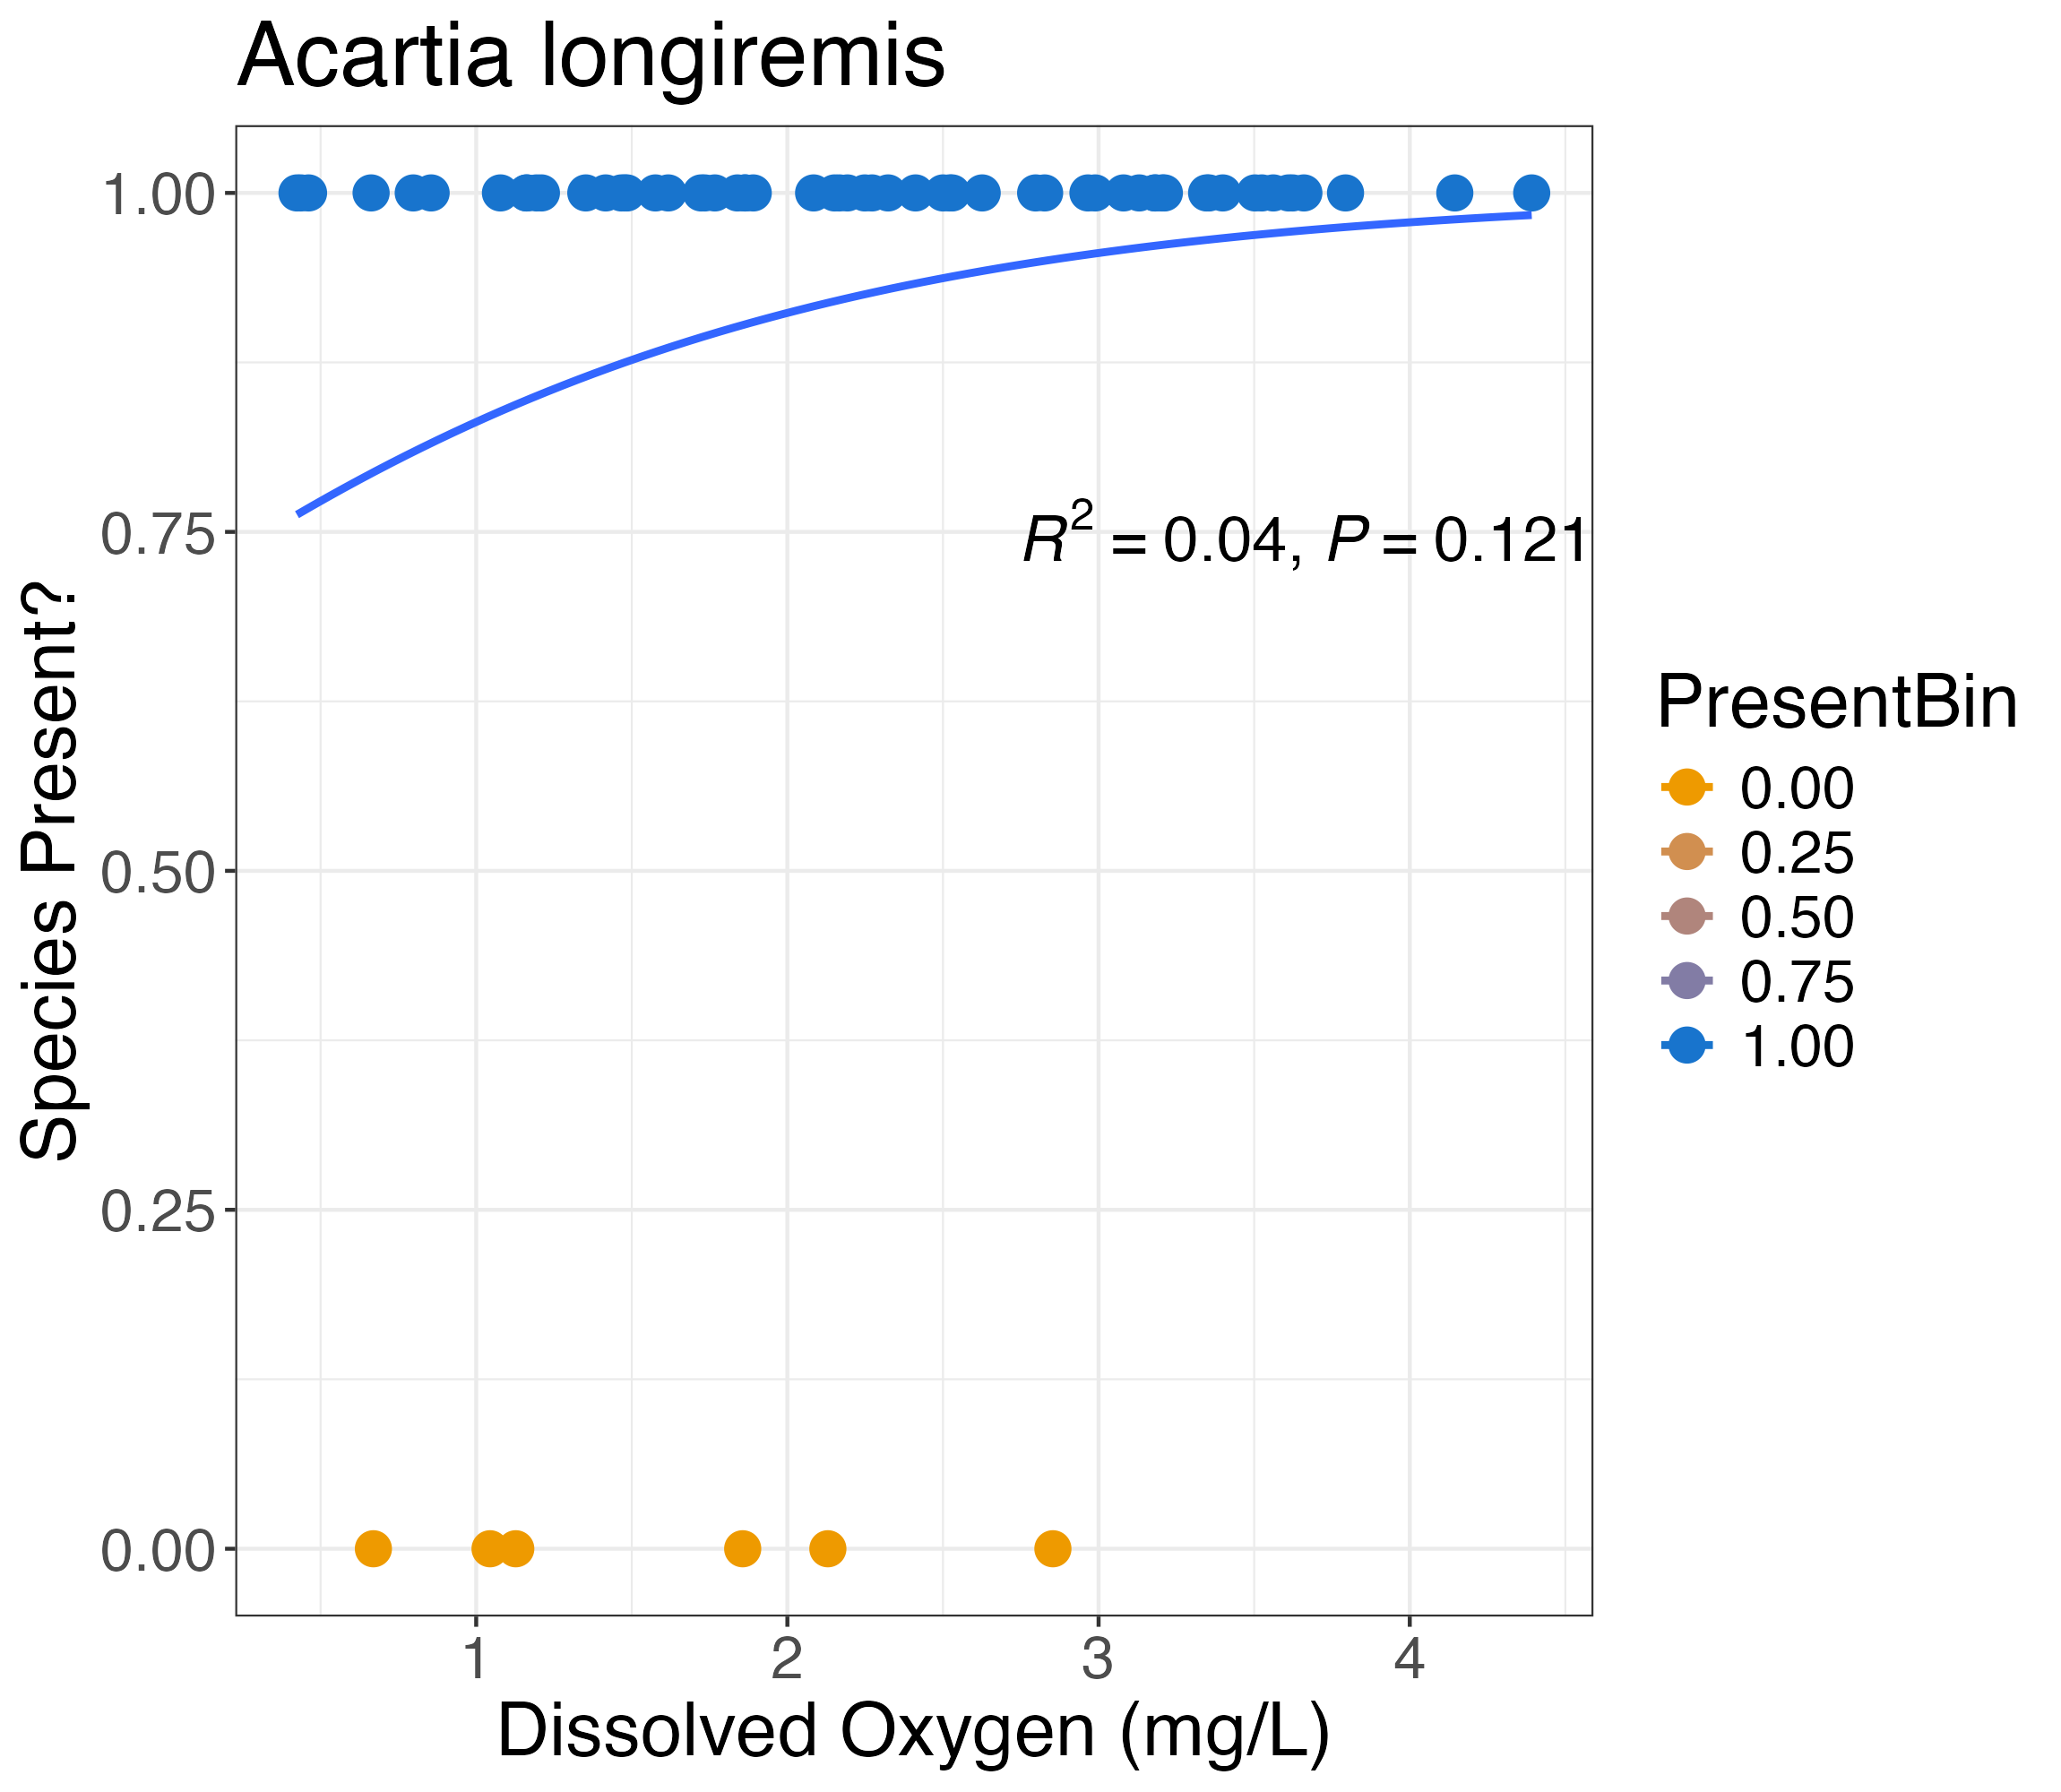 Acartia longiremis
1.00
0.75
0.50
0.25
0.00
Species Present?
R² = 0.04, P = 0.121
1 2 3 4
Dissolved Oxygen (mg/L)
PresentBin
0.00
0.25
0.50
0.75
1.00